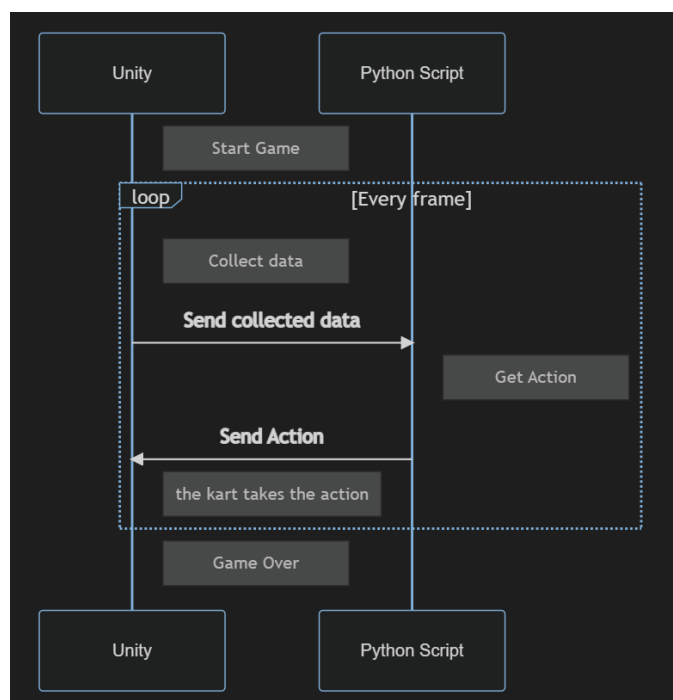 Unity
Python Script
Start Game
loop
[Every frame]
Collect data
Send collected data
Get Action
Send Action
the kart takes the action
Game Over
Unity
Python Script